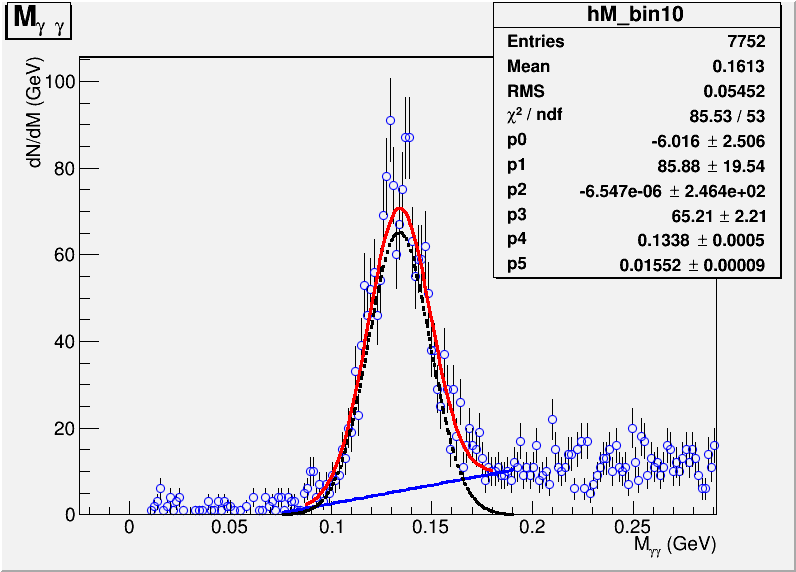 M γ γ
hM_bin10
Entries 7752
Mean 0.1613
RMS 0.05452
χ² / ndf 85.53 / 53
p0 -6.016 ± 2.506
p1 85.88 ± 19.54
p2 -6.547e-06 ± 2.464e+02
p3 65.21 ± 2.21
p4 0.1338 ± 0.0005
p5 0.01552 ± 0.00009
dN/dM (GeV)
100
80
60
40
20
0
0 0.05 0.1 0.15 0.2 0.25
Mγγ (GeV)